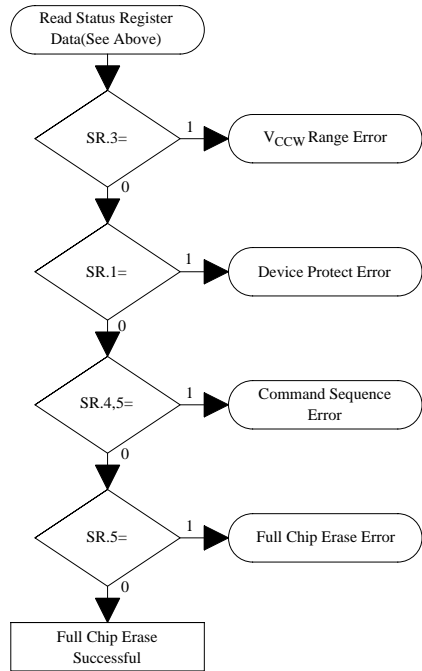 Read Status Register
Data(See Above)
SR.3=
1
VCCW Range Error
0
SR.1=
1
Device Protect Error
0
SR.4,5=
1
Command Sequence
Error
0
SR.5=
1
Full Chip Erase Error
0
Full Chip Erase
Successful